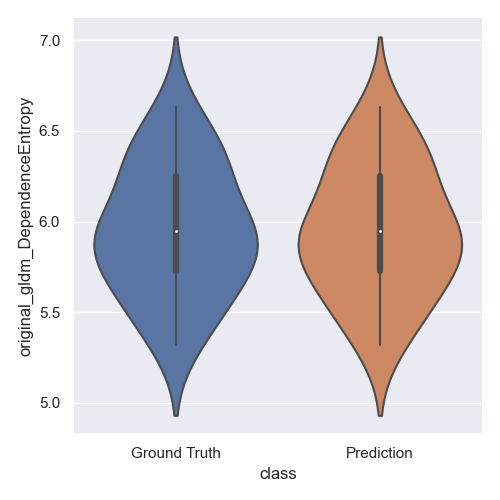 7.0
6.5
6.0
5.5
5.0
original_gldm_DependenceEntropy
Ground Truth
Prediction
class